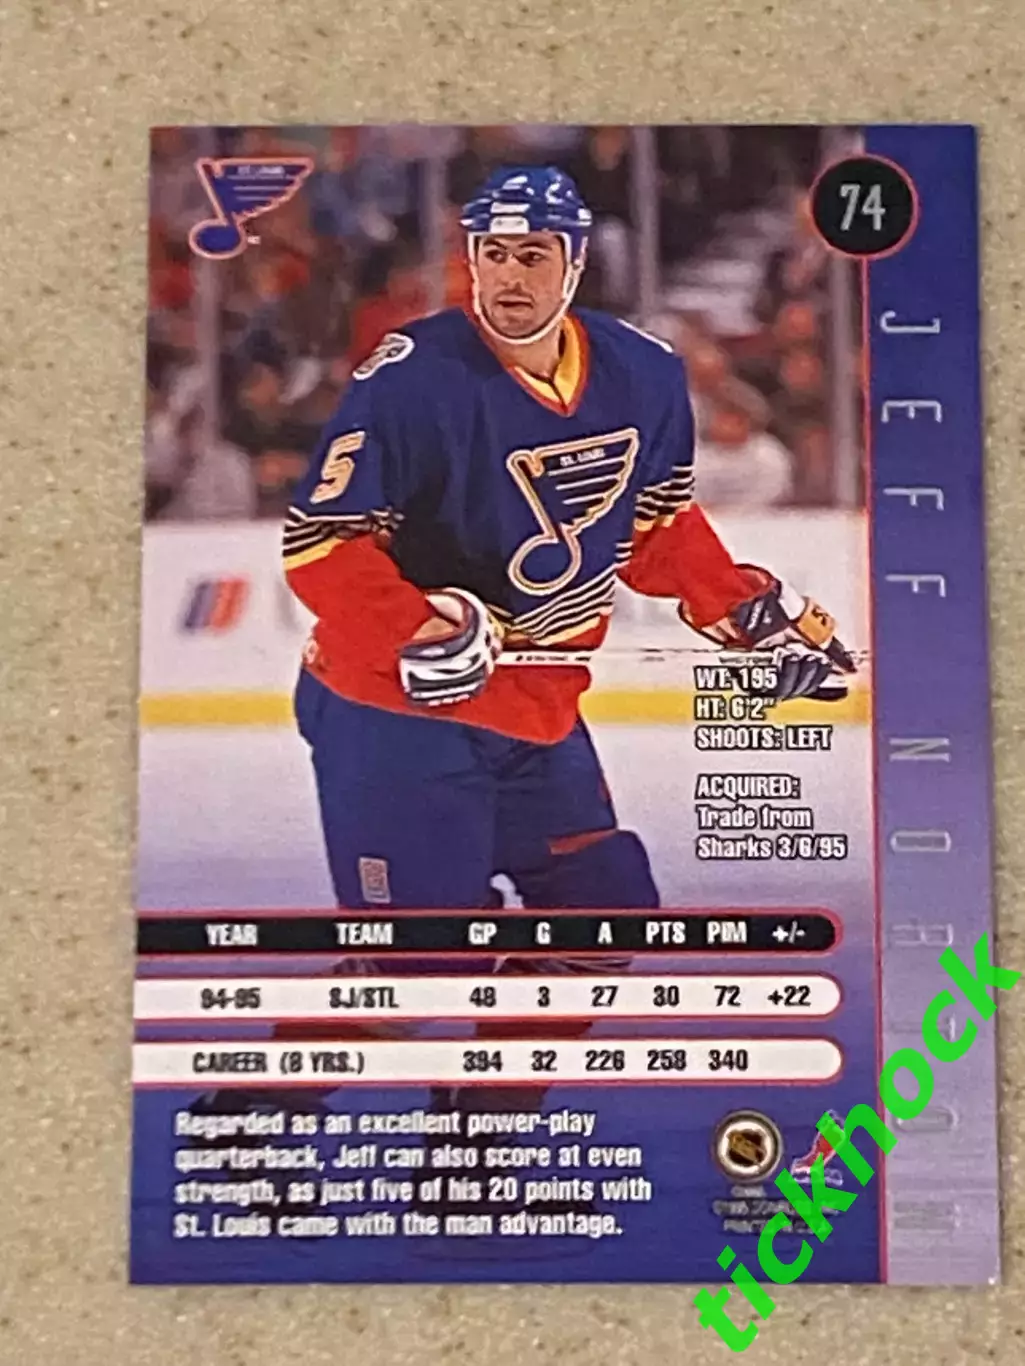 ST. LOUIS
74
JEFF NORTON
5
ST. LOUIS
WT: 195
HT: 6'2"
SHOOTS: LEFT
ACQUIRED:
Trade from
Sharks 3/6/95
YEAR TEAM GP G A PTS PIM +/-
94-95 SJ/STL 48 3 27 30 72 +22
CAREER (8 YRS.) 394 32 226 258 340
Regarded as an excellent power-play
quarterback, Jeff can also score at even
strength, as just five of his 20 points with
St. Louis came with the man advantage.
tickhock